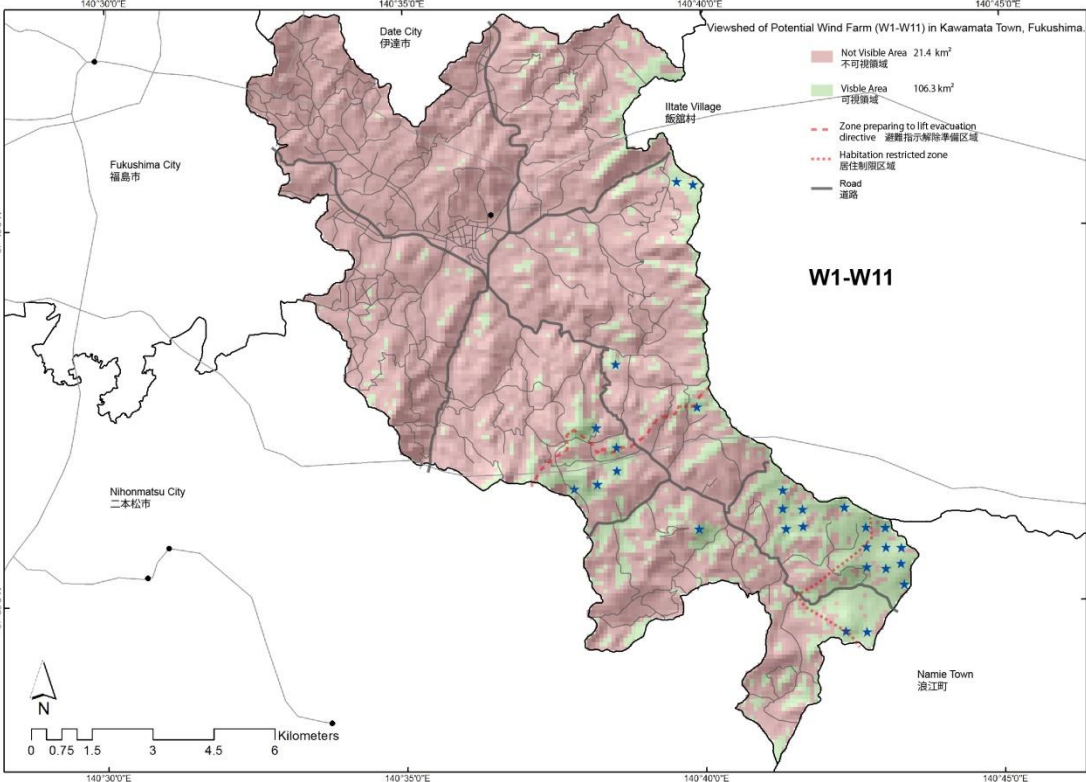 140°30'0"E
140°35'0"E
140°40'0"E
140°45'0"E
Viewshed of Potential Wind Farm (W1-W11) in Kawamata Town, Fukushima.
Not Visible Area 21.4 km²
不可視領域
Visble Area 106.3 km²
可視領域
Zone preparing to lift evacuation
directive 避難指示解除準備区域
Habitation restricted zone
居住制限区域
Road
道路
Date City
伊達市
IItate Village
飯舘村
Fukushima City
福島市
W1-W11
Nihonmatsu City
二本松市
Namie Town
浪江町
N
Kilometers
0 0.75 1.5 3 4.5 6
140°30'0"E
140°35'0"E
140°40'0"E
140°45'0"E